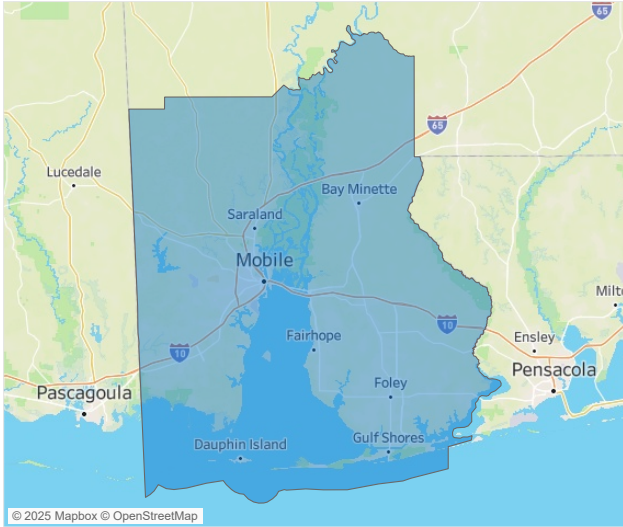 65
65
Lucedale
Bay Minette
Saraland
Mobile
Milt
10
10
Fairhope
Ensley
Pensacola
Foley
Pascagoula
Dauphin Island
Gulf Shores
© 2025 Mapbox © OpenStreetMap